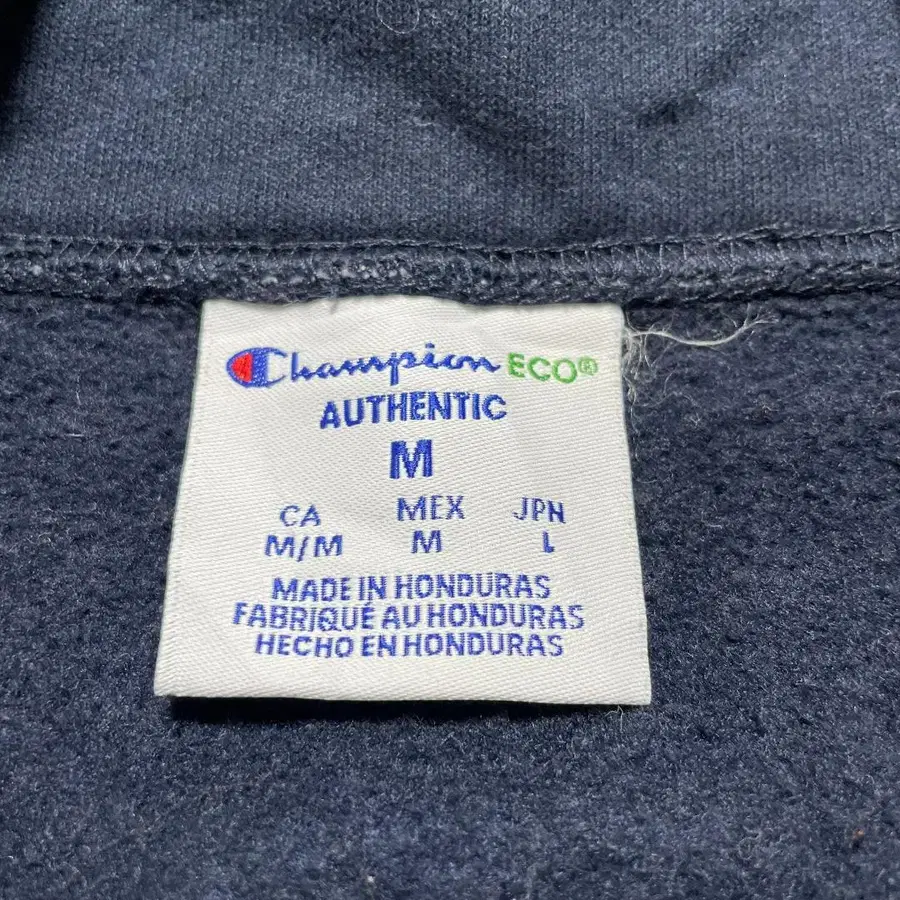 Champion ECO®
AUTHENTIC
M
CA MEX JPN
M/M M L
MADE IN HONDURAS
FABRIQUÉ AU HONDURAS
HECHO EN HONDURAS